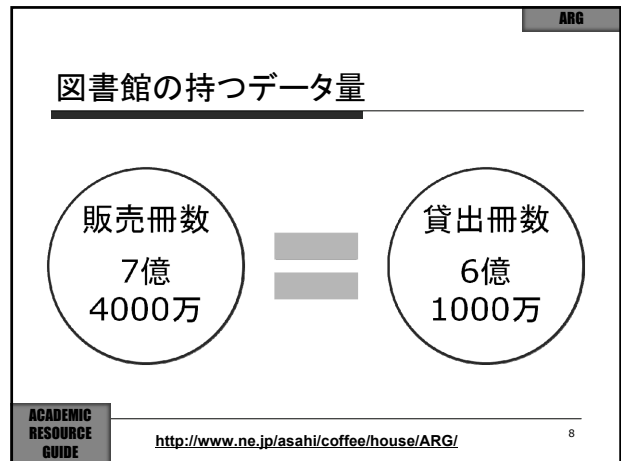 ARG
図書館の持つデータ量
販売冊数
7億
4000万
貸出冊数
6億
1000万
ACADEMIC
RESOURCE
GUIDE
http://www.ne.jp/asahi/coffee/house/ARG/
8